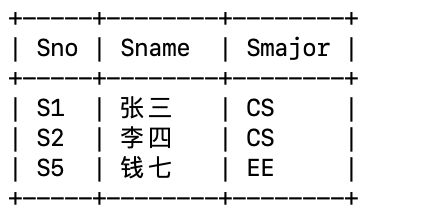 +-----+--------+--------+
| Sno | Sname  | Smajor |
+-----+--------+--------+
| S1  | 张三   | CS     |
| S2  | 李四   | CS     |
| S5  | 钱七   | EE     |
+-----+--------+--------+